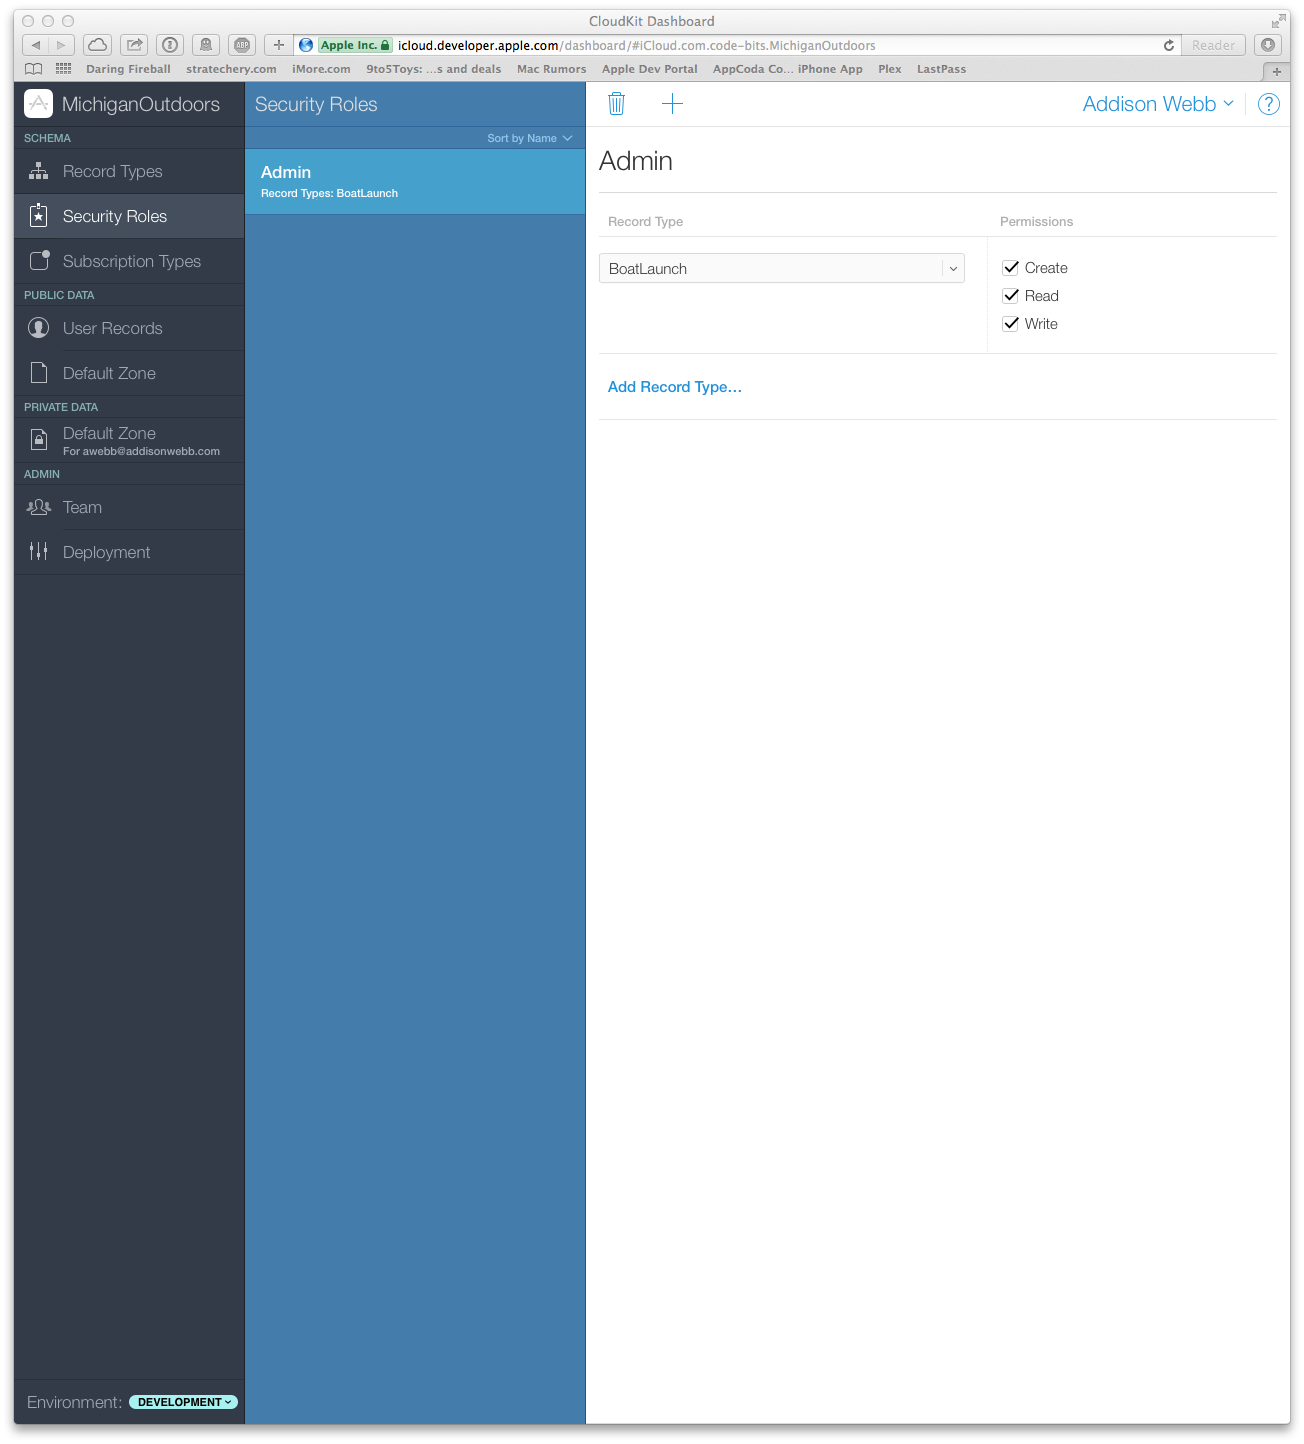 CloudKit Dashboard
ABP
Apple Inc. icloud.developer.apple.com/dashboard/#iCloud.com.code-bits.MichiganOutdoors
Reader
Daring Fireball stratechery.com iMore.com 9to5Toys: ...s and deals Mac Rumors Apple Dev Portal AppCoda Co... iPhone App Plex LastPass
MichiganOutdoors
SCHEMA
Record Types
Security Roles
Subscription Types
PUBLIC DATA
User Records
Default Zone
PRIVATE DATA
Default Zone
For awebb@addisonwebb.com
ADMIN
Team
Deployment
Environment: DEVELOPMENT
Security Roles
Sort by Name
Admin
Record Types: BoatLaunch
Addison Webb
?
Admin
Record Type Permissions
BoatLaunch
Create
Read
Write
Add Record Type...